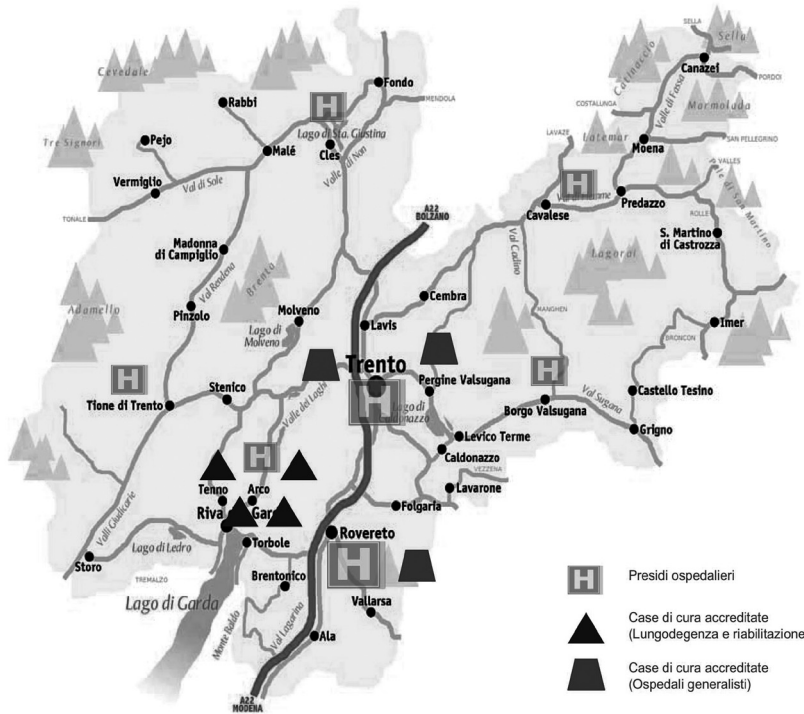 SELLA
Sella
Cevedale
Catinaccio
Canazei
Fondo
PORDOI
Rabbi
MENDOLA
COSTALUNGA
Valle di Fassa
Marmolada
H
Lago di Sta. Giustina
Tre Signori
Pejo
Malé
Cles
LAVAZE
Latemar
Moena
SAN PELLEGRINO
Valle di Non
VALLES
Pale di San Martino
Vermiglio
Val di Sole
H
TONALE
A22
BOLZANO
Cavalese
Predazzo
ROLLE
S. Martino
di Castrozza
Madonna
di Campiglio
Val Cadino
Lagorai
Val Rendena
Brenta
Adamello
Pinzolo
Molveno
Cembra
MANGHEN
Lago di
Molveno
Lavis
Imer
BRONCON
Trento
H
Stenico
Pergine Valsugana
H
Castello Tesino
Tione di Trento
Valle dei Laghi
H
Lago di
Borgo Valsugana
Val Sugana
Levico Terme
Grigno
Caldonazzo
H
VEZZENA
Lavarone
Tenno
Arco
Folgaria
Valli Giudicarie
Riva
Rovereto
Torbole
Lago di Ledro
H
Storo
TREMALZO
Brentonico
Lago di Garda
Vallarsa
Monte Baldo
Val Lagarina
Ala
A22
MODENA
H Presidi ospedalieri
Case di cura accreditate
(Lungodegenza e riabilitazione
Case di cura accreditate
(Ospedali generalisti)